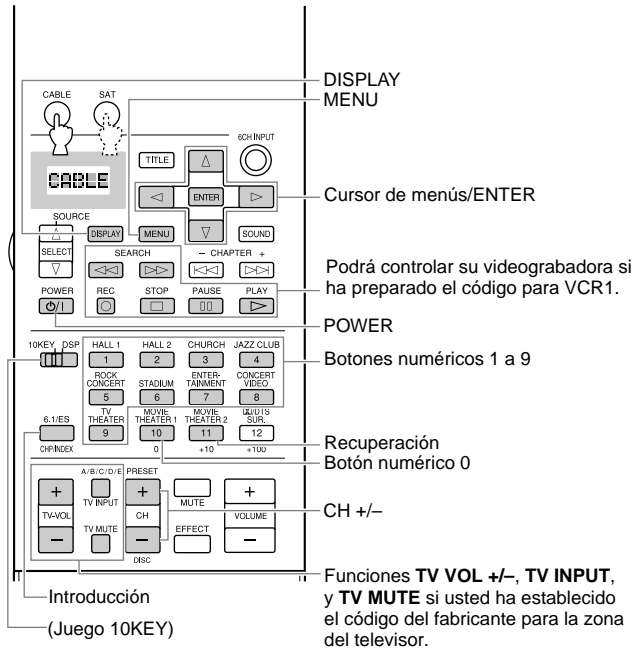 DISPLAY
MENU
CABLE SAT
6CH INPUT
TITLE
CABLE
ENTER
Cursor de menús/ENTER
SOURCE
SELECT
DISPLAY MENU SOUND
SEARCH – CHAPTER +
Podrá controlar su videograbadora si
ha preparado el código para VCR1.
POWER REC STOP PAUSE PLAY
POWER
10KEY DSP HALL 1 HALL 2 CHURCH JAZZ CLUB
1 2 3 4
Botones numéricos 1 a 9
ROCK CONCERT STADIUM ENTER-TAINMENT CONCERT VIDEO
5 6 7 8
TV THEATER MOVIE THEATER 1 MOVIE THEATER 2 /DTS SUR.
6.1/ES
9 10 11 12
CHP/INDEX 0 +10 +100
Recuperación
Botón numérico 0
A/B/C/D/E PRESET
+ TV INPUT + MUTE +
TV-VOL CH VOLUME
CH +/–
– TV MUTE – EFFECT –
DISC
Funciones TV VOL +/–, TV INPUT,
y TV MUTE si usted ha establecido
el código del fabricante para la zona
del televisor.
Introducción
(Juego 10KEY)